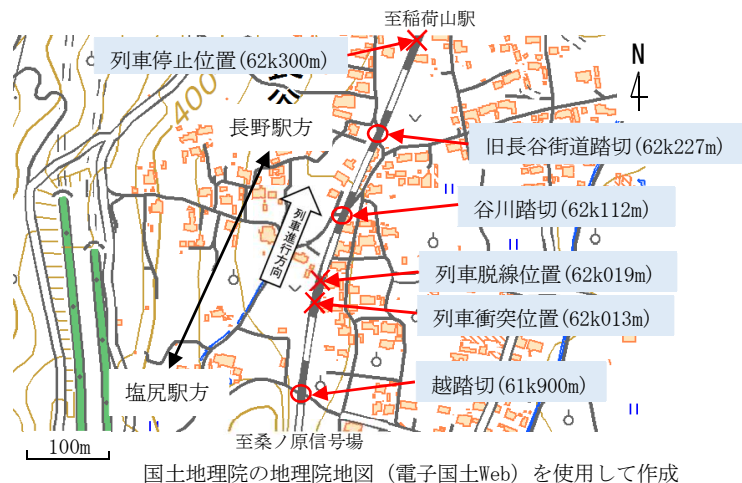 至稲荷山駅
列車停止位置(62k300m)
N
400
長谷
長野駅方
旧長谷街道踏切(62k227m)
谷川踏切(62k112m)
列車進行方向
列車脱線位置(62k019m)
列車衝突位置(62k013m)
塩尻駅方
越踏切(61k900m)
至桑ノ原信号場
100m
国土地理院の地理院地図（電子国土Web）を使用して作成